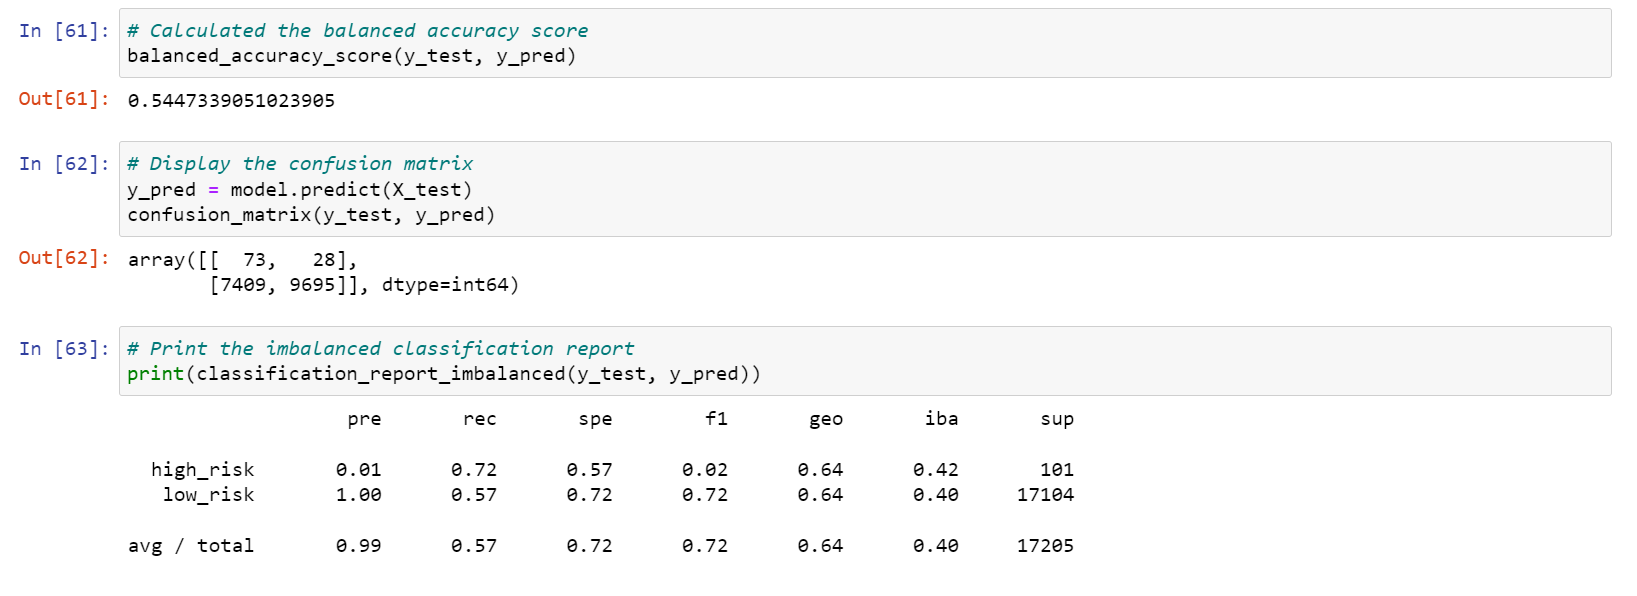 In [61]: # Calculated the balanced accuracy score
balanced_accuracy_score(y_test, y_pred)
Out[61]: 0.5447339051023905
In [62]: # Display the confusion matrix
y_pred = model.predict(X_test)
confusion_matrix(y_test, y_pred)
Out[62]: array([[  73,   28],
       [7409, 9695]], dtype=int64)
In [63]: # Print the imbalanced classification report
print(classification_report_imbalanced(y_test, y_pred))
pre rec spe f1 geo iba sup
high_risk 0.01 0.72 0.57 0.02 0.64 0.42 101
low_risk 1.00 0.57 0.72 0.72 0.64 0.40 17104
avg / total 0.99 0.57 0.72 0.72 0.64 0.40 17205